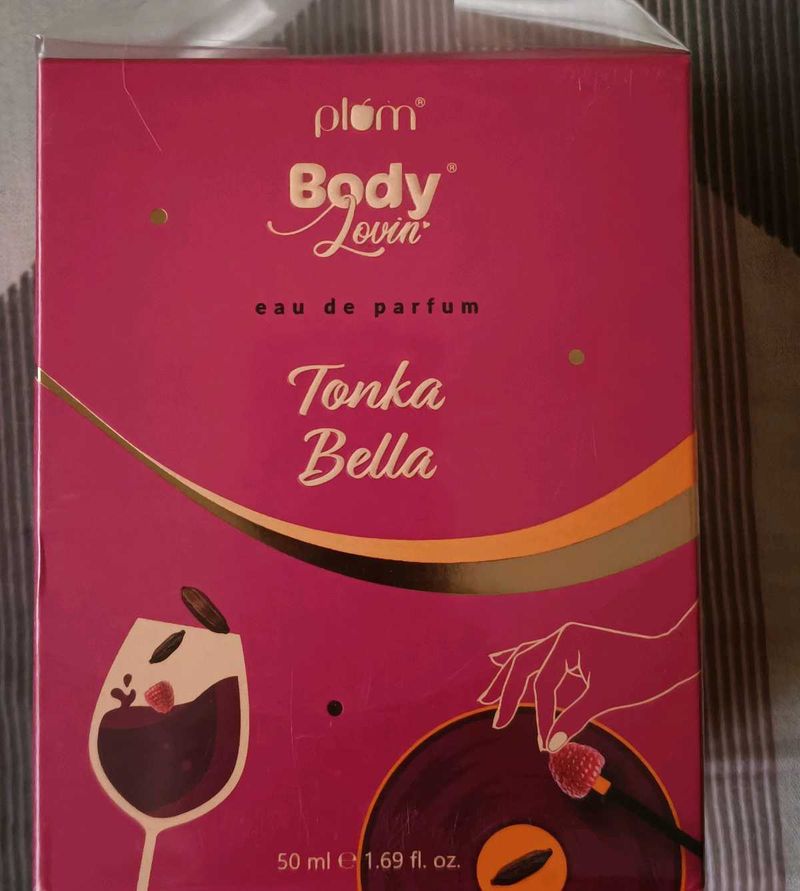 plum®
Body®
Lovin'
eau de parfum
Tonka
Bella
50 ml ℮ 1.69 fl. oz.